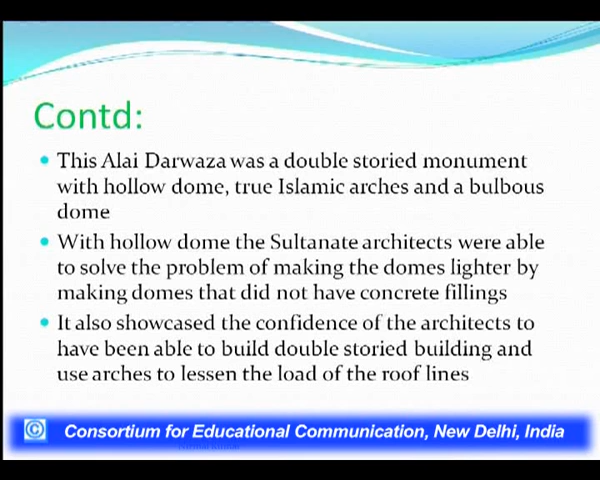 Contd:
• This Alai Darwaza was a double storied monument
with hollow dome, true Islamic arches and a bulbous
dome
• With hollow dome the Sultanate architects were able
to solve the problem of making the domes lighter by
making domes that did not have concrete fillings
• It also showcased the confidence of the architects to
have been able to build double storied building and
use arches to lessen the load of the roof lines
© Consortium for Educational Communication, New Delhi, India